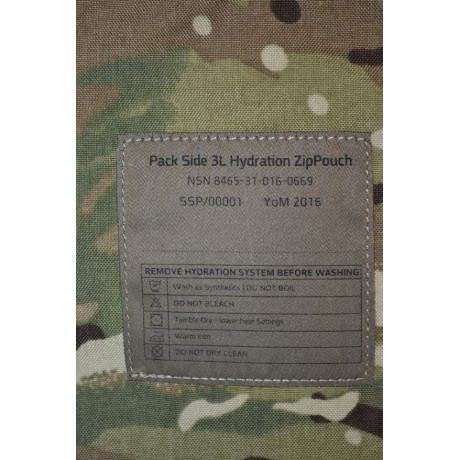 Pack Side 3L Hydration ZipPouch
NSN 8465-31-016-0669
SSP/00001 YoM 2016
REMOVE HYDRATION SYSTEM BEFORE WASHING
Wash as Synthetics | DO NOT BOIL
DO NOT BLEACH
Tumble Dry - lower heat Settings
Warm Iron
DO NOT DRY CLEAN